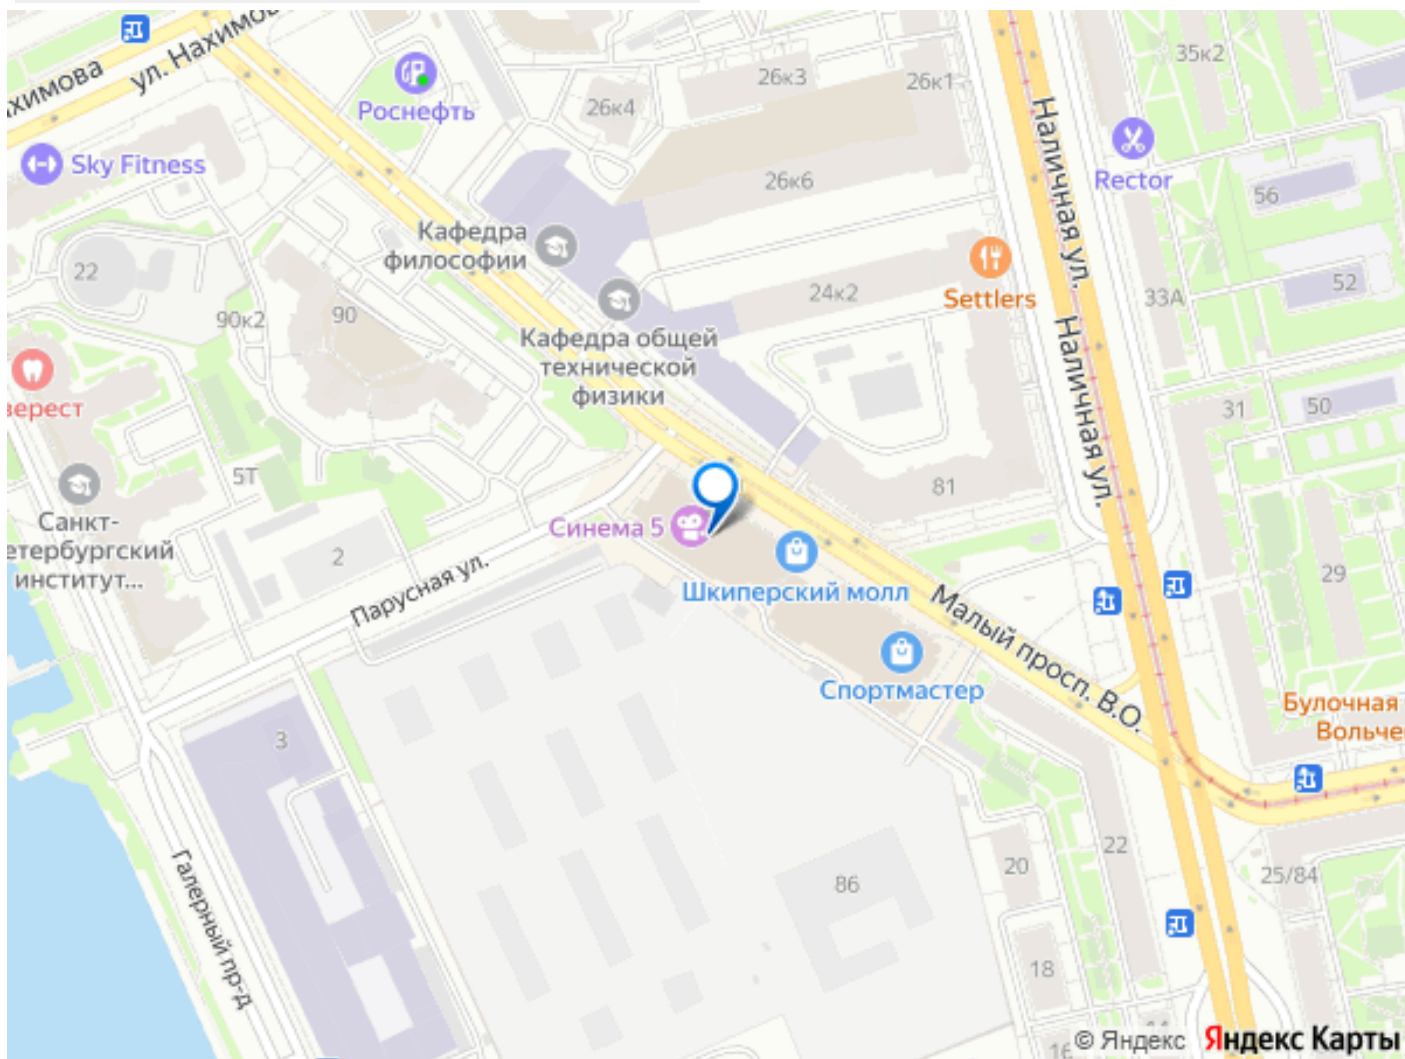 ул. Нахимова
Роснефть
Sky Fitness
26к3
26к4
26к1
26к6
35к2
Наличная ул.
Rector
56
Кафедра
философии
22
90к2
90
Settlers
24к2
33А
52
Кафедра общей
технической
физики
Наличная ул.
31
50
5Т
81
Санкт-
институт...
2
Парусная ул.
Синема 5
Шкиперский молл
29
Спортмастер
Малый просп. В.О.
Булочная
3
86
20
22
25/84
Галерный пр-д
18
16
© Яндекс Яндекс Карты